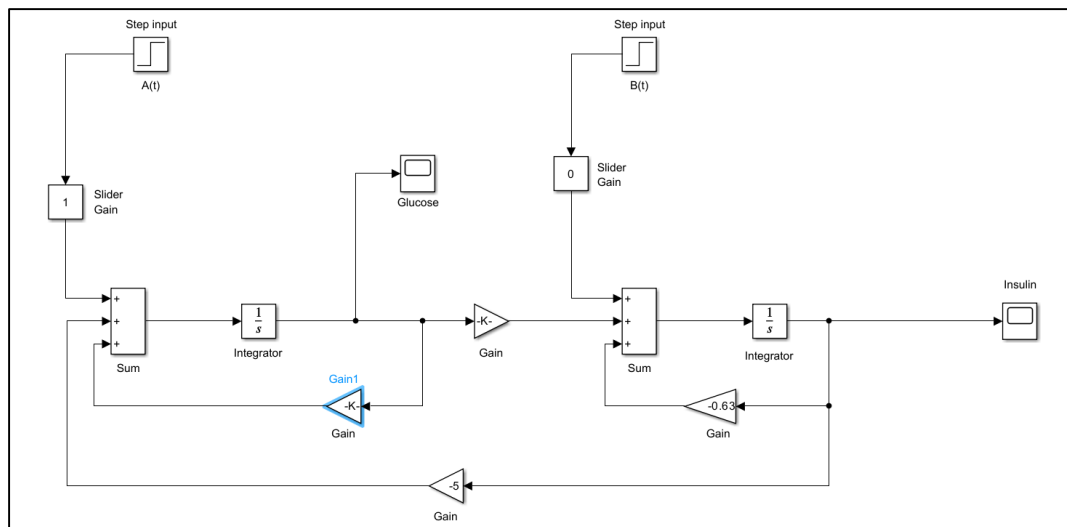 Step input
A(t)
Step input
B(t)
1
Slider
Gain
0
Slider
Gain
Glucose
+
+
+
Sum
1
s
Integrator
-K-
Gain
+
+
+
Sum
1
s
Integrator
Insulin
Gain1
-K-
Gain
-0.63
Gain
-5
Gain